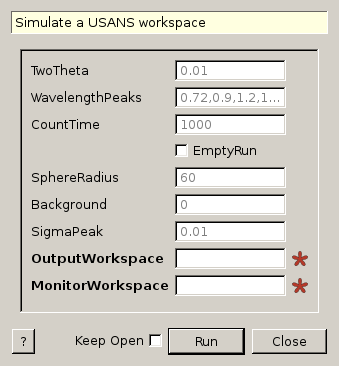 Simulate a USANS workspace
TwoTheta 0.01
WavelengthPeaks 0.72,0.9,1.2,1...
CountTime 1000
EmptyRun
SphereRadius 60
Background 0
SigmaPeak 0.01
OutputWorkspace *
MonitorWorkspace *
? Keep Open Run Close